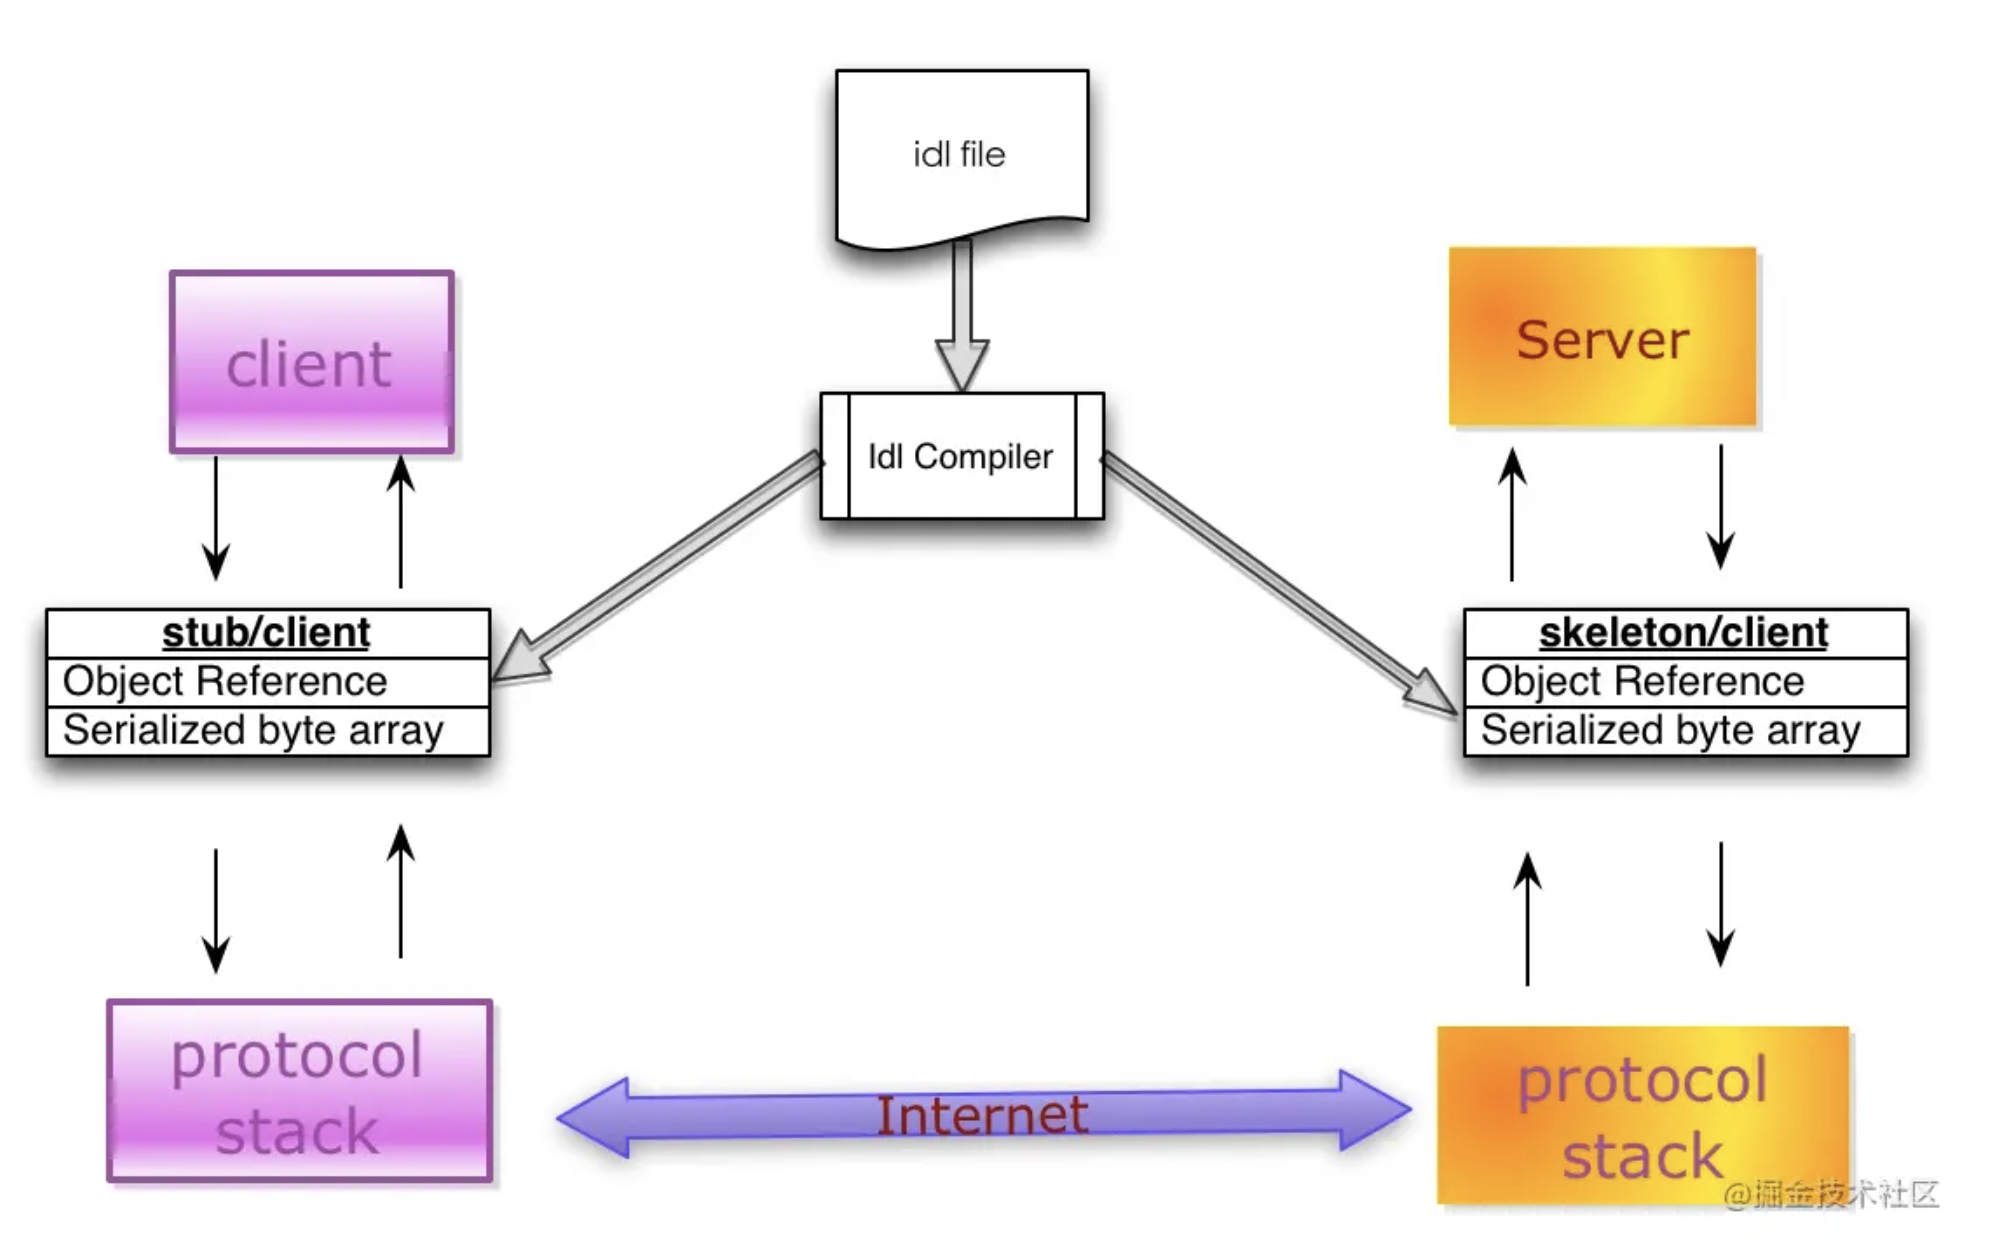 idl file
client
Server
Idl Compiler
stub/client
Object Reference
Serialized byte array
skeleton/client
Object Reference
Serialized byte array
protocol
stack
Internet
protocol
stack
@掘金技术社区